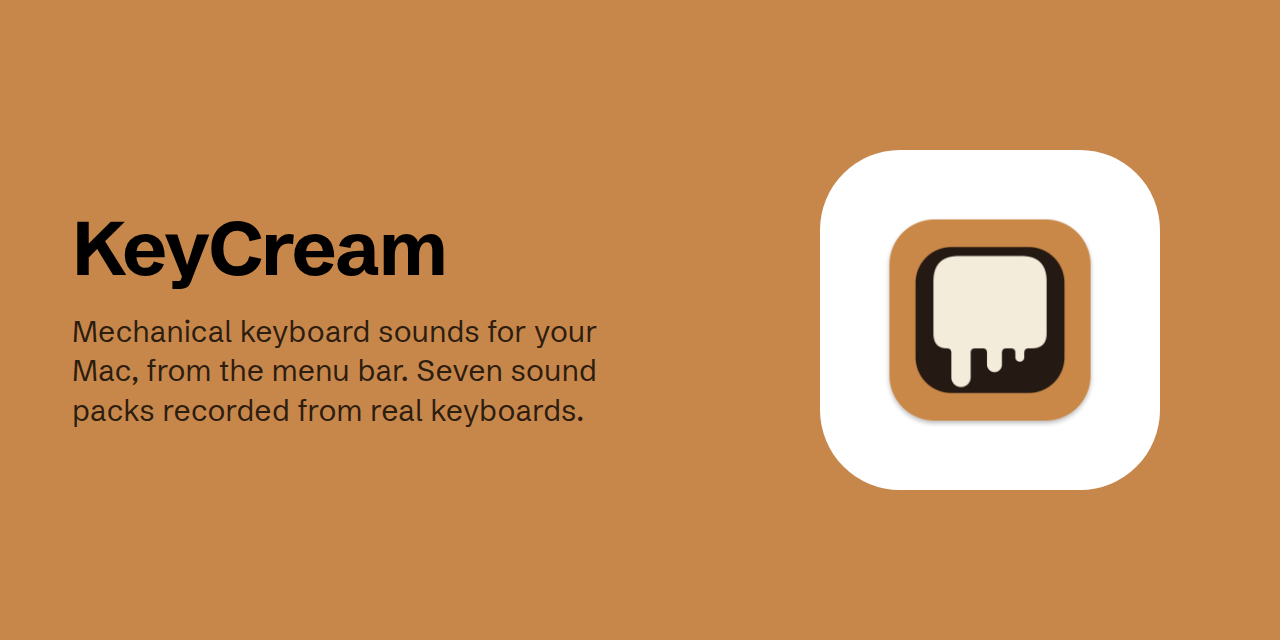 KeyCream
Mechanical keyboard sounds for your
Mac, from the menu bar. Seven sound
packs recorded from real keyboards.